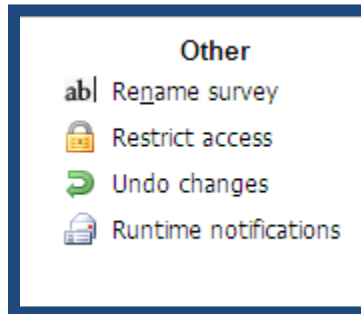 Other
ab| Rename survey
Restrict access
Undo changes
Runtime notifications